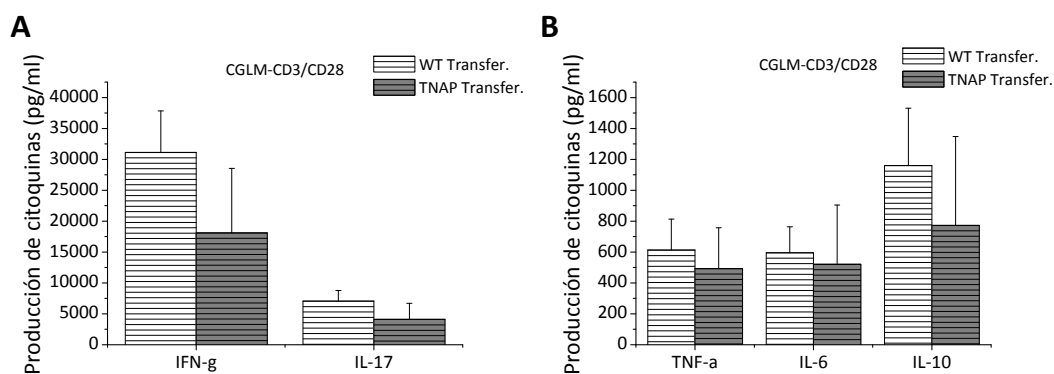 A
CGLM-CD3/CD28
WT Transfer.
TNAP Transfer.
Producción de citoquinas (pg/ml)
40000
35000
30000
25000
20000
15000
10000
5000
0
IFN-g
IL-17
B
CGLM-CD3/CD28
WT Transfer.
TNAP Transfer.
Producción de citoquinas (pg/ml)
1600
1400
1200
1000
800
600
400
200
0
TNF-a
IL-6
IL-10